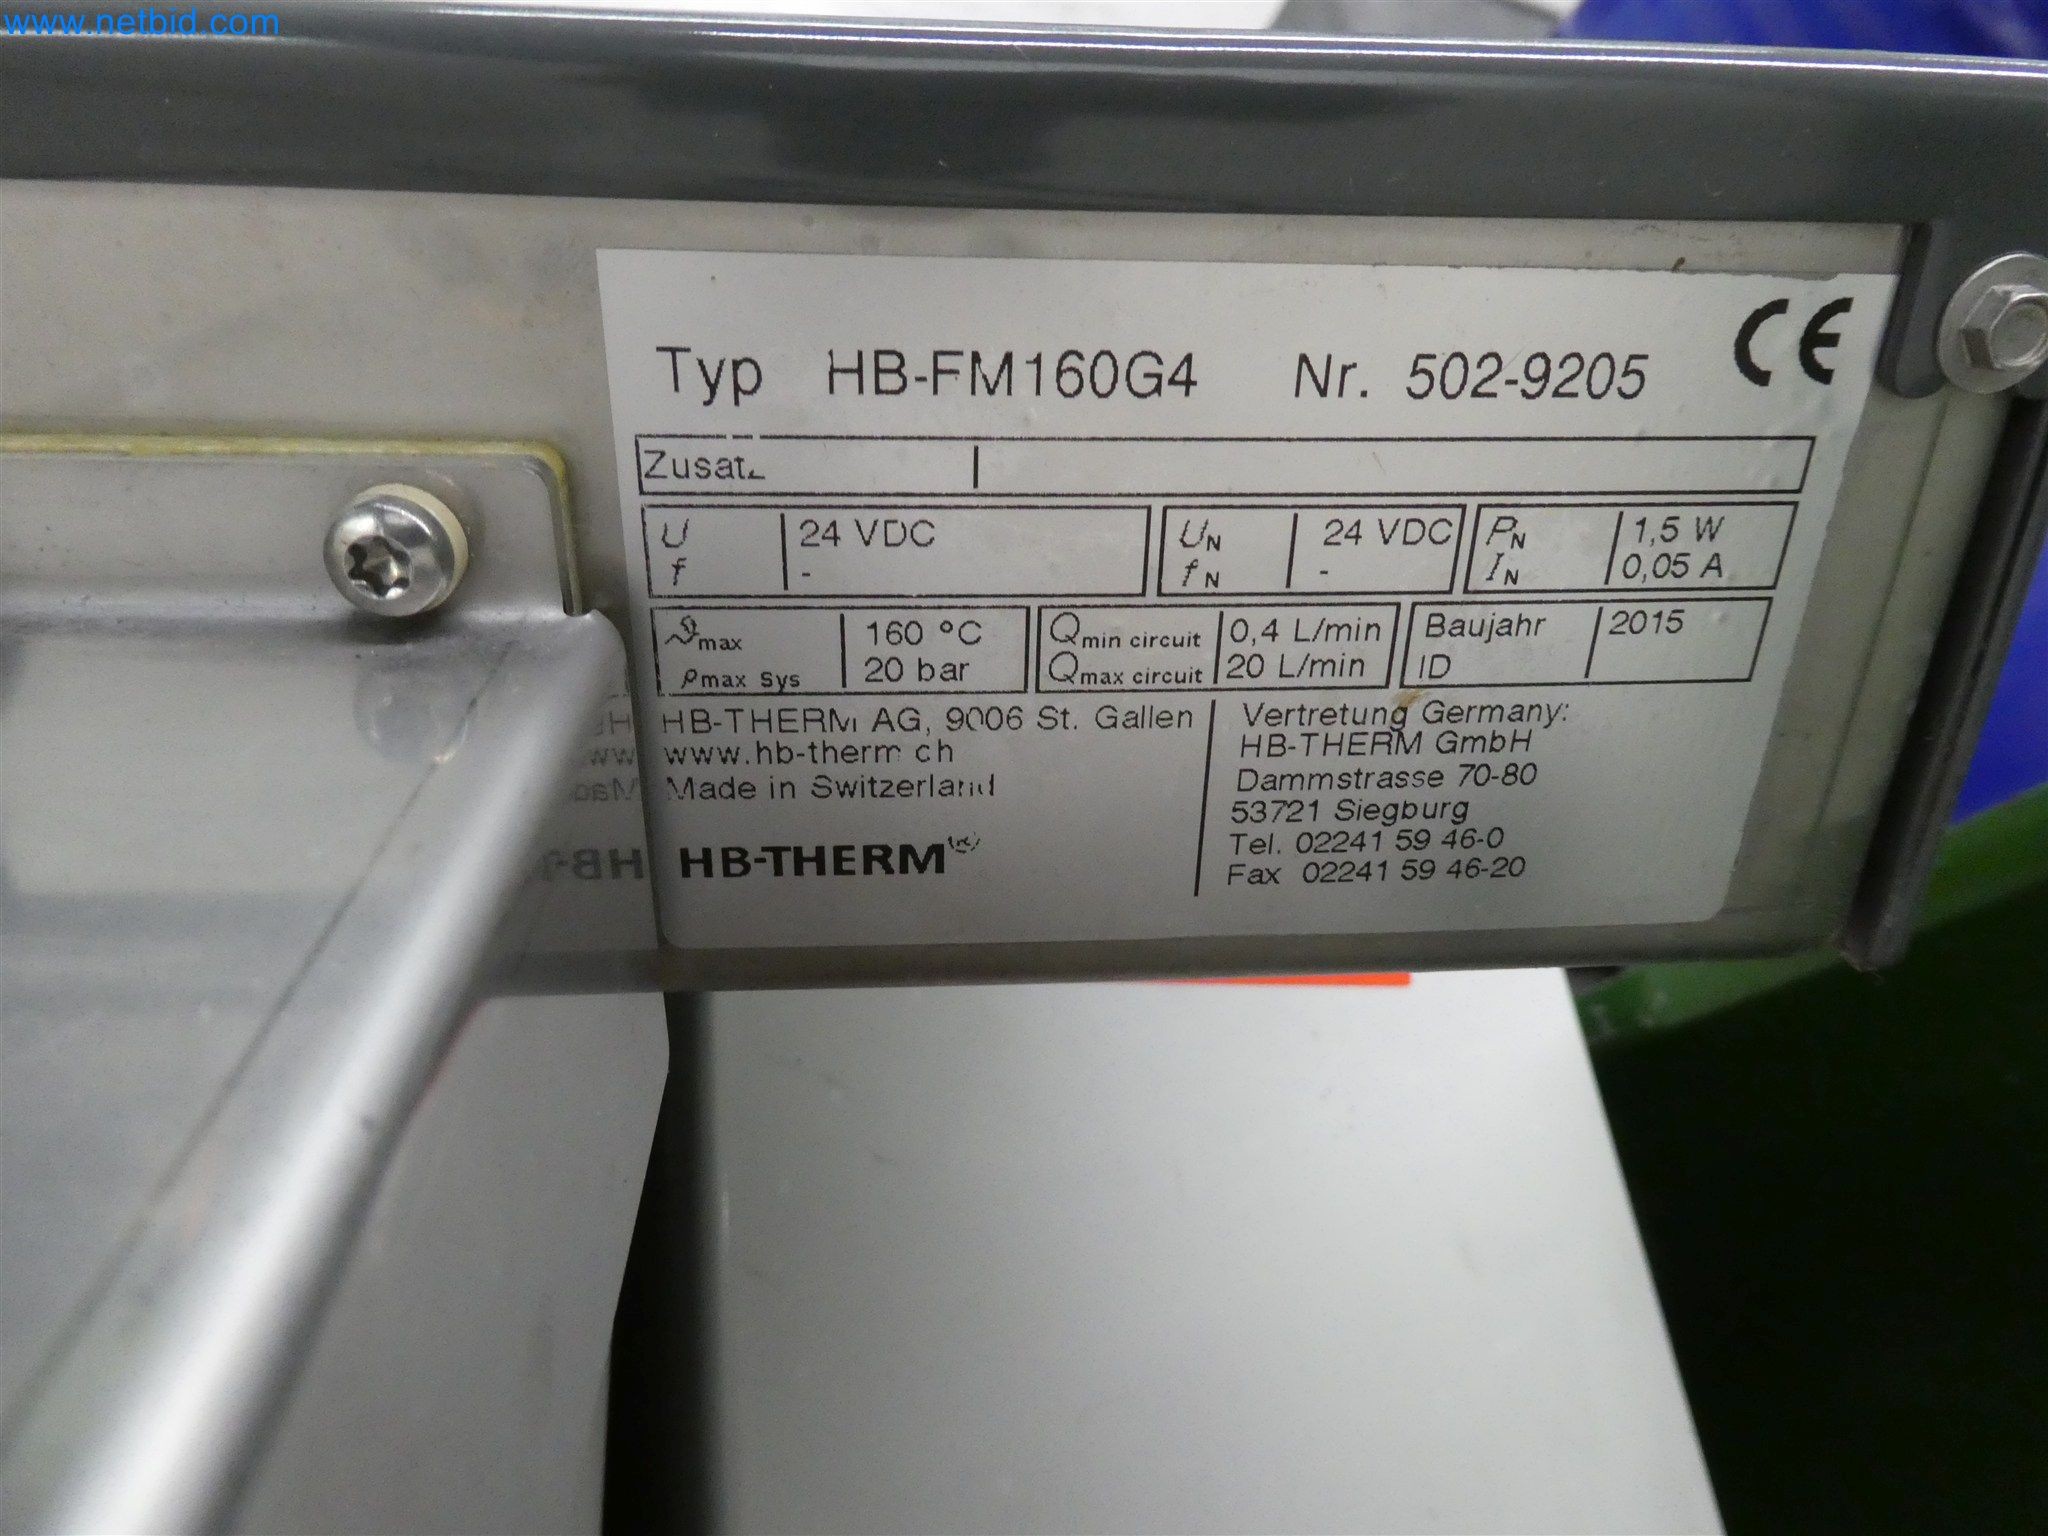 www.netbid.com
Typ HB-FM160G4 Nr. 502-9205 CE
Zusatz
U 24 VDC UN 24 VDC PN 1,5 W
f - fN - IN 0,05 A
ϑmax 160 °C Qmin circuit 0,4 L/min Baujahr 2015
pmax Sys 20 bar Qmax circuit 20 L/min ID
HB-THERM AG, 9006 St. Gallen
www.hb-therm.ch
Made in Switzerland
HB-THERM
Vertretung Germany:
HB-THERM GmbH
Dammstrasse 70-80
53721 Siegburg
Tel. 02241 59 46-0
Fax 02241 59 46-20